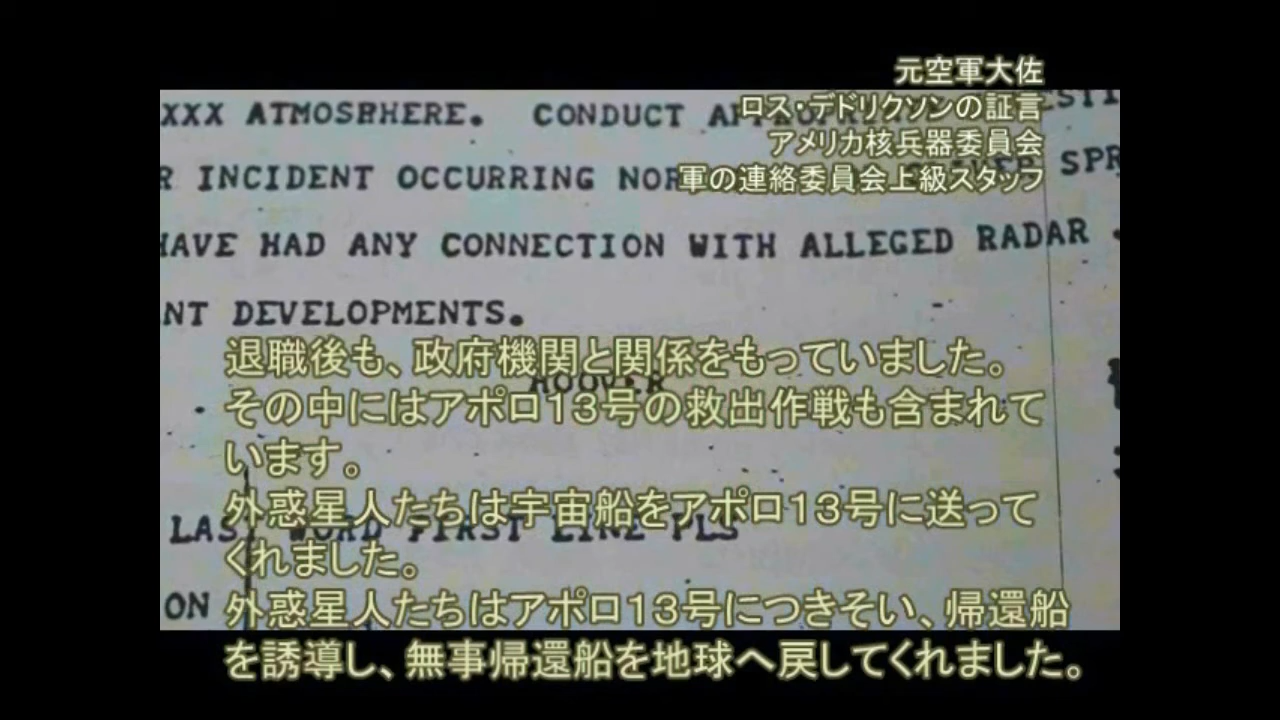 元空軍大佐
ロス・デドリクソンの証言
アメリカ核兵器委員会
軍の連絡委員会上級スタッフ
XXX ATMOSPHERE. CONDUCT
INCIDENT OCCURRING
HAVE HAD ANY CONNECTION WITH ALLEGED RADAR
NT DEVELOPMENTS.
退職後も、政府機関と関係をもっていました。
HOOVER
その中にはアポロ13号の救出作戦も含まれて
います。
外惑星人たちは宇宙船をアポロ13号に送って
LAST WORD FIRST LINE PLS
くれました。
ON
外惑星人たちはアポロ13号につきそい、帰還船
を誘導し、無事帰還船を地球へ戻してくれました。